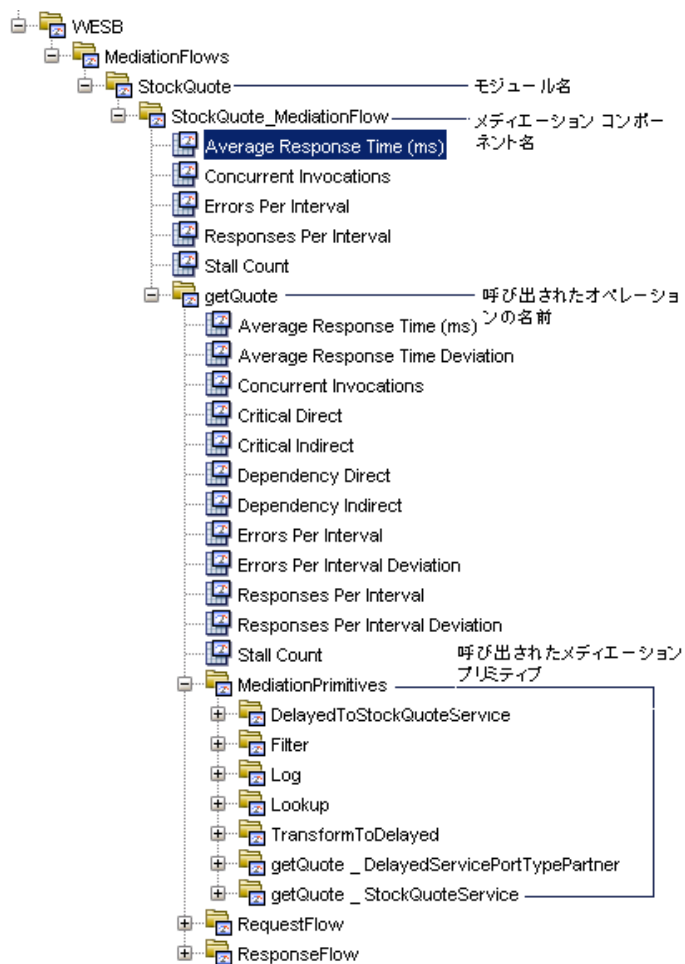 WESB
MediationFlows
StockQuote
モジュール名
StockQuote_MediationFlow
メディエーション コンポー
ネント名
Average Response Time (ms)
Concurrent Invocations
Errors Per Interval
Responses Per Interval
Stall Count
getQuote
呼び出されたオペレーショ
ンの名前
Average Response Time (ms)
Average Response Time Deviation
Concurrent Invocations
Critical Direct
Critical Indirect
Dependency Direct
Dependency Indirect
Errors Per Interval
Errors Per Interval Deviation
Responses Per Interval
Responses Per Interval Deviation
Stall Count
呼び出されたメディエーション
プリミティブ
MediationPrimitives
DelayedToStockQuoteService
Filter
Log
Lookup
TransformToDelayed
getQuote _ DelayedServicePortTypePartner
getQuote _ StockQuoteService
RequestFlow
ResponseFlow